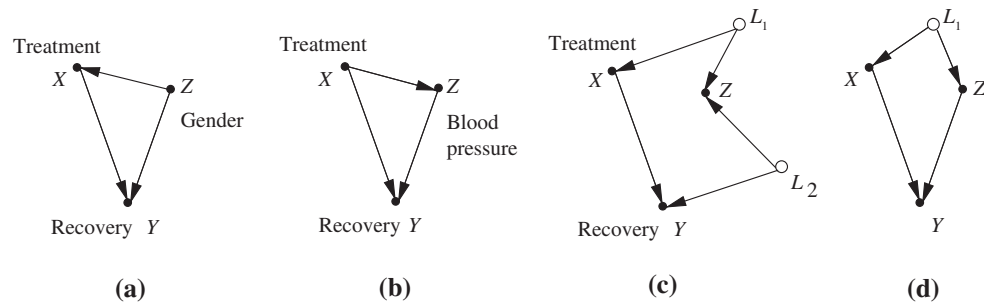 Treatment
X
Z
Gender
Recovery Y
(a)
Treatment
X
Z
Blood
pressure
Recovery Y
(b)
L1
Treatment
X
Z
L2
Recovery Y
(c)
L1
X
Z
Y
(d)